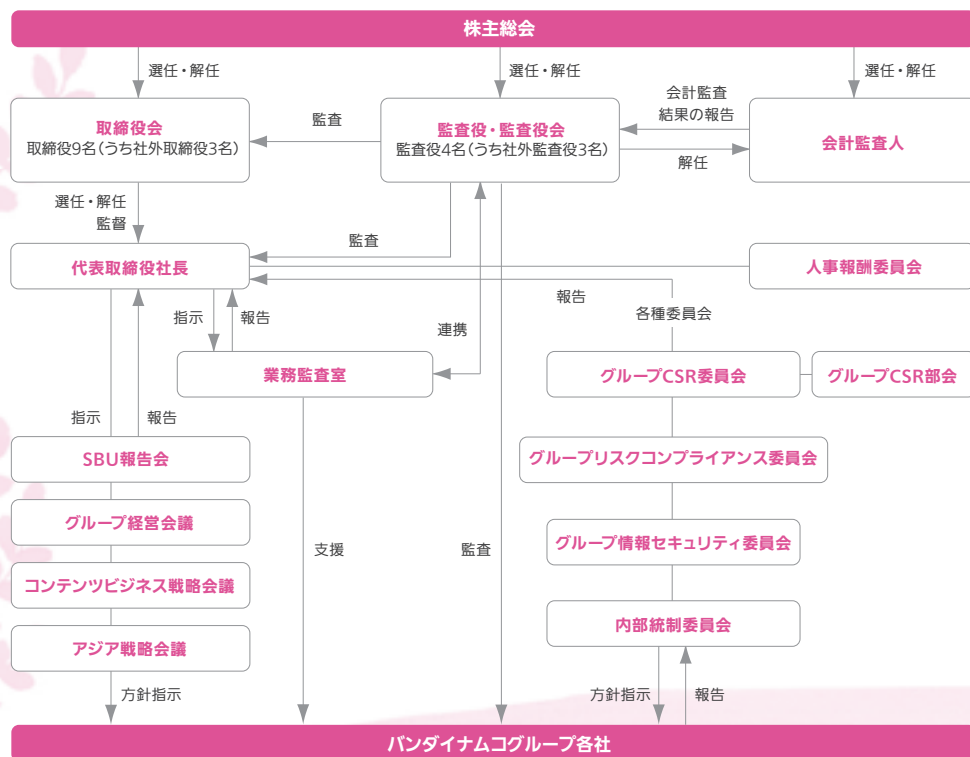 株主総会
選任・解任
選任・解任
選任・解任
取締役会
取締役9名(うち社外取締役3名)
監査
監査役・監査役会
監査役4名(うち社外監査役3名)
会計監査
結果の報告
解任
会計監査人
選任・解任
監督
監査
代表取締役社長
人事報酬委員会
報告
各種委員会
指示
報告
連携
業務監査室
グループCSR委員会
グループCSR部会
指示
報告
SBU報告会
グループリスクコンプライアンス委員会
グループ経営会議
グループ情報セキュリティ委員会
支援
監査
コンテンツビジネス戦略会議
内部統制委員会
アジア戦略会議
方針指示
方針指示
報告
バンダイナムコグループ各社